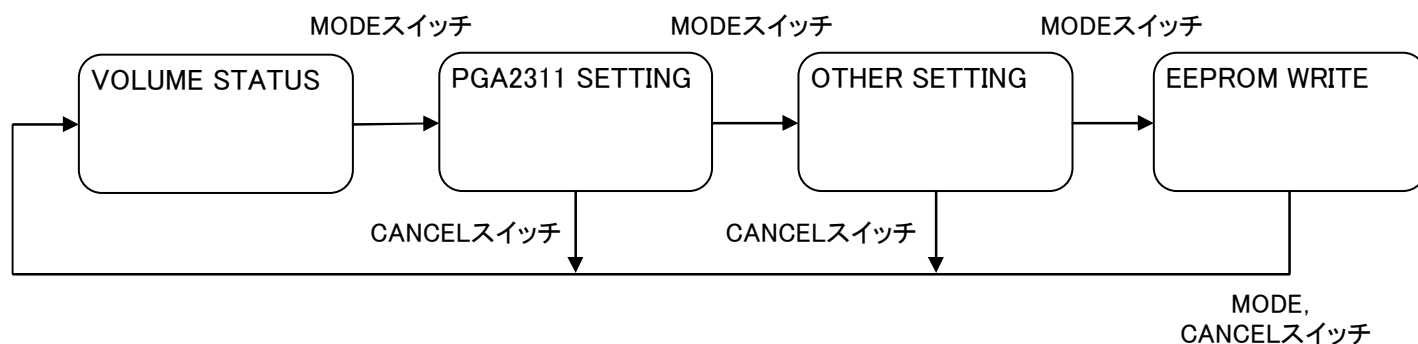 MODEスイッチ
MODEスイッチ
MODEスイッチ
VOLUME STATUS
PGA2311 SETTING
OTHER SETTING
EEPROM WRITE
CANCELスイッチ
CANCELスイッチ
MODE,
CANCELスイッチ